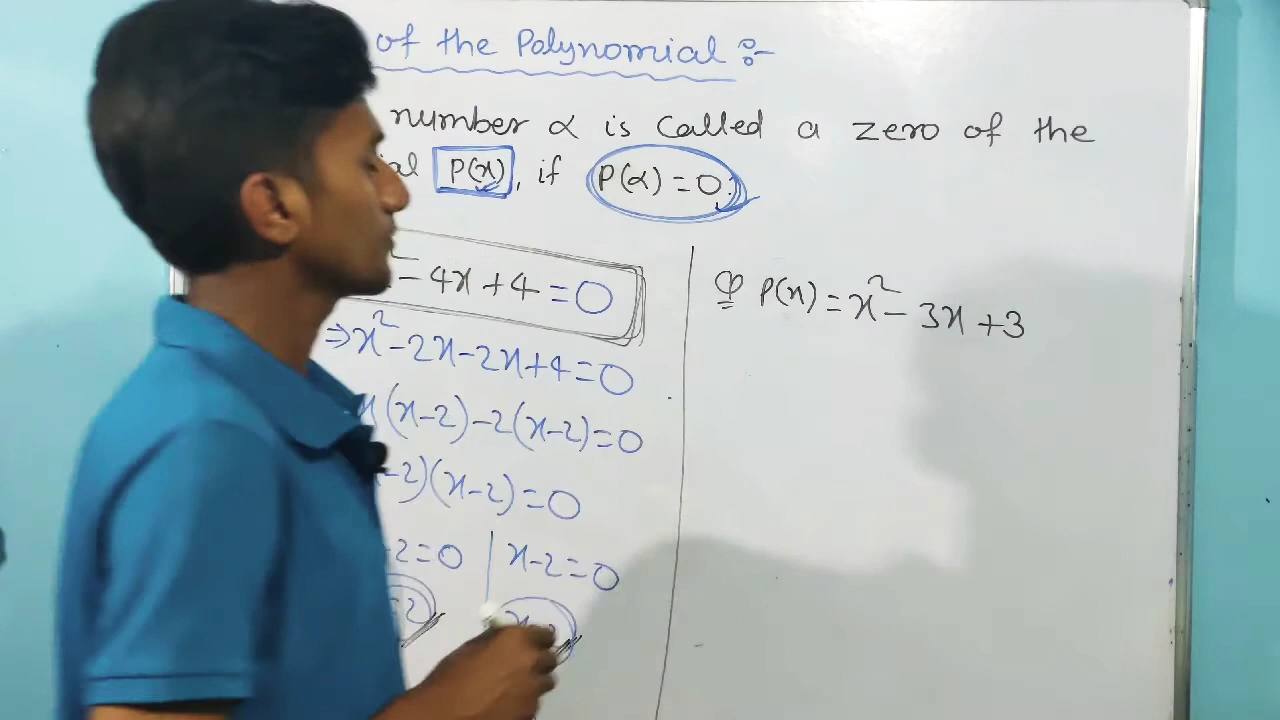 of the Polynomial :-
number α is called a zero of the
al P(x), if P(α) = 0.
- 4x + 4 = 0
⇒ x² - 2x - 2x + 4 = 0
x(x-2) - 2(x-2) = 0
-2)(x-2) = 0
-2 = 0 | x-2 = 0
=2
Q P(x) = x² - 3x + 3